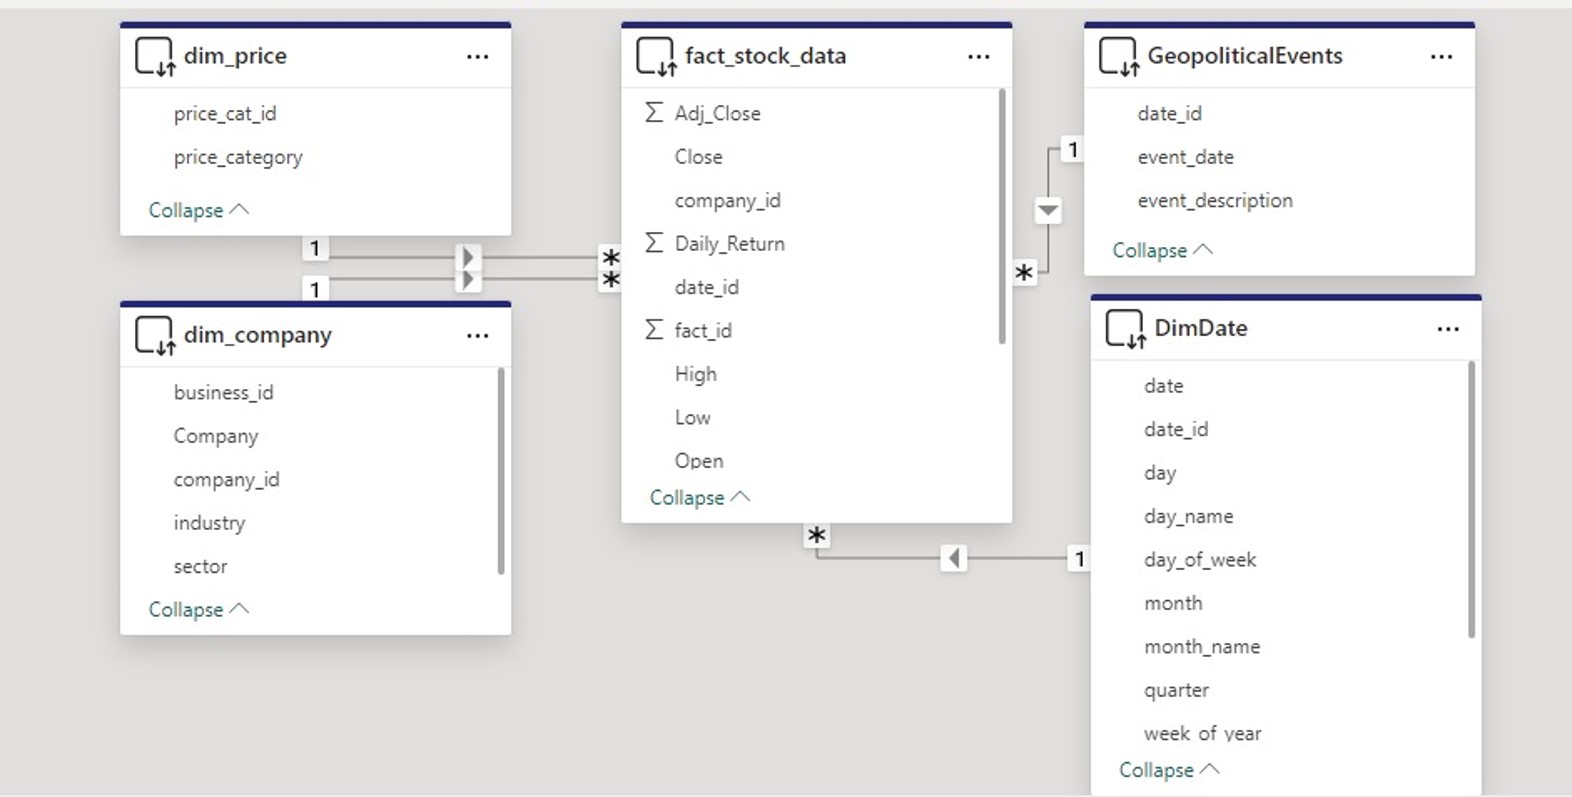 dim_price ...
price_cat_id
price_category
Collapse
1
1
dim_company ...
business_id
Company
company_id
industry
sector
Collapse
fact_stock_data ...
Σ Adj_Close
Close
company_id
Σ Daily_Return
date_id
Σ fact_id
High
Low
Open
Collapse
*
*
*
*
GeopoliticalEvents ...
date_id
event_date
event_description
Collapse
1
DimDate ...
date
date_id
day
day_name
day_of_week
month
month_name
quarter
week_of_year
Collapse
1